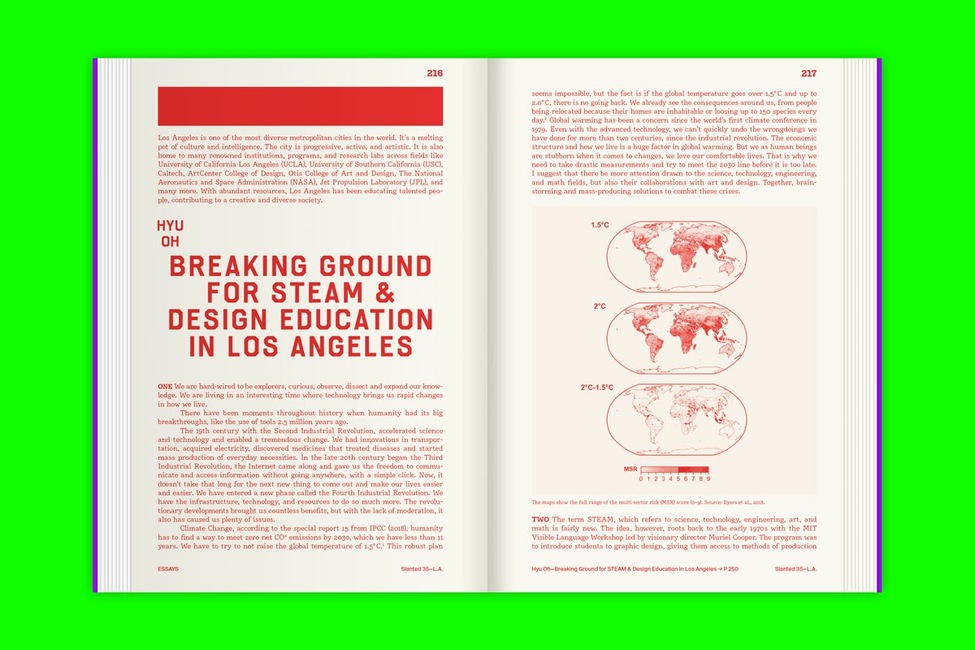 216
Los Angeles is one of the most diverse metropolitan cities in the world. It's a melting
pot of culture and intelligence. The city is progressive, active, and artistic. It is also
home to many renowned institutions, programs, and research labs across fields like
University of California Los Angeles (UCLA), University of Southern California (USC),
Caltech, ArtCenter College of Design, Otis College of Art and Design, The National
Aeronautics and Space Administration (NASA), Jet Propulsion Laboratory (JPL), and
many more. With abundant resources, Los Angeles has been educating talented peo-
ple, contributing to a creative and diverse society.
HYU
OH
BREAKING GROUND
FOR STEAM &
DESIGN EDUCATION
IN LOS ANGELES
ONE We are hard-wired to be explorers, curious, observe, dissect and expand our know-
ledge. We are living in an interesting time where technology brings us rapid changes
in how we live.
There have been moments throughout history when humanity had its big
breakthroughs, like the use of tools 2.5 million years ago.
The 19th century with the Second Industrial Revolution, accelerated science
and technology and enabled a tremendous change. We had innovations in transpor-
tation, acquired electricity, discovered medicines that treated diseases and started
mass production of everyday necessities. In the late 20th century began the Third
Industrial Revolution, the Internet came along and gave us the freedom to commu-
nicate and access information without going anywhere, with a simple click. Now, it
doesn't take that long for the next new thing to come out and make our lives easier
and easier. We have entered a new phase called the Fourth Industrial Revolution. We
have the infrastructure, technology, and resources to do so much more. The revolu-
tionary developments brought us countless benefits, but with the lack of moderation, it
also has caused us plenty of issues.
Climate Change, according to the special report 15 from IPCC (2018), humanity
has to find a way to meet zero net CO² emissions by 2030, which we have less than 11
years. We have to try to not raise the global temperature of 1.5°C.¹ This robust plan
ESSAYS
Slanted 35—L.A.
217
seems impossible, but the fact is if the global temperature goes over 1.5°C and up to
2.0°C, there is no going back. We already see the consequences around us, from people
being relocated because their homes are inhabitable or loosing up to 150 species every
day.² Global warming has been a concern since the world's first climate conference in
1979. Even with the advanced technology, we can't quickly undo the wrongdoings we
have done for more than two centuries, since the industrial revolution. The economic
structure and how we live is a huge factor in global warming. But we as human beings
are stubborn when it comes to changes, we love our comfortable lives. That is why we
need to take drastic measurements and try to meet the 2030 line before it is too late.
I suggest that there be more attention drawn to the science, technology, engineering,
and math fields, but also their collaborations with art and design. Together, brain-
storming and mass-producing solutions to combat these crises.
1.5°C
2°C
2°C-1.5°C
MSR
0 1 2 3 4 5 6 7 8 9
The maps show the full range of the multi-sector risk (MSR) score (0-9). Source: Byers et al., 2018.
TWO The term STEAM, which refers to science, technology, engineering, art, and
math is fairly new. The idea, however, roots back to the early 1970s with the MIT
Visible Language Workshop led by visionary director Muriel Cooper. The program was
to introduce students to graphic design, giving them access to methods of production
Hyu Oh—Breaking Ground for STEAM & Design Education in Los Angeles → P 250
Slanted 35—L.A.